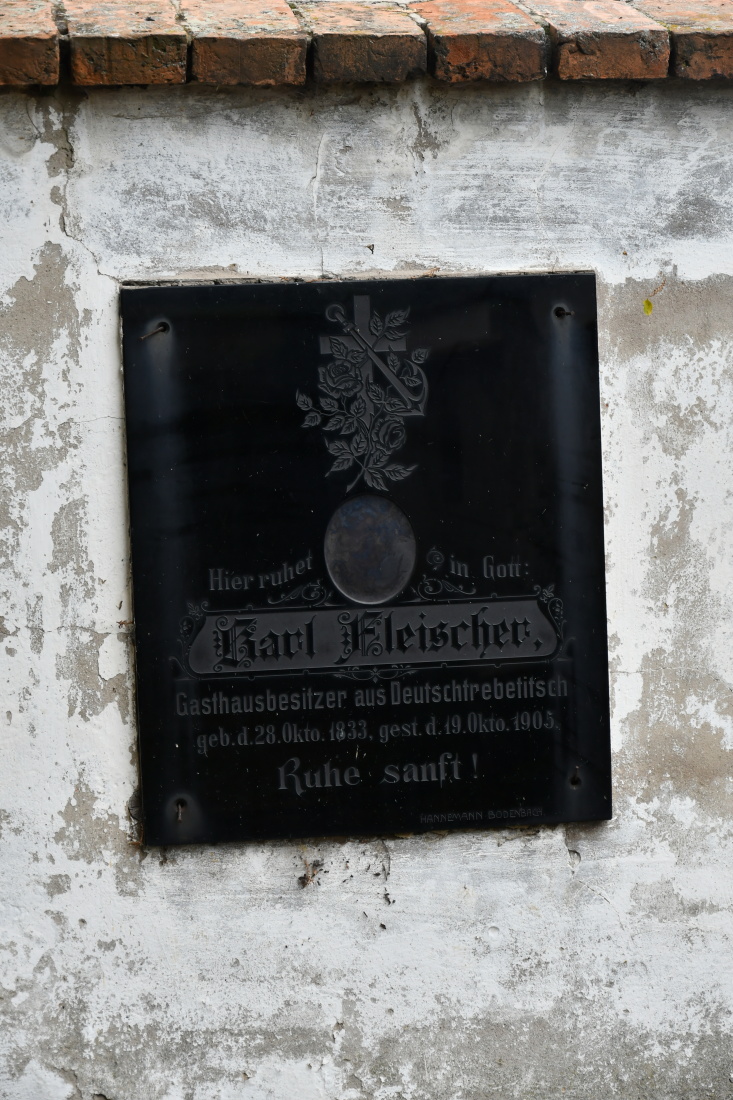 Hier ruhet in Gott:
Karl Fleischer,
Gasthausbesitzer aus Deutschtrebetitsch
geb. d. 28. Okto. 1833, gest. d. 19. Okto. 1905.
Ruhe sanft!
HANNEMANN BODENBACH